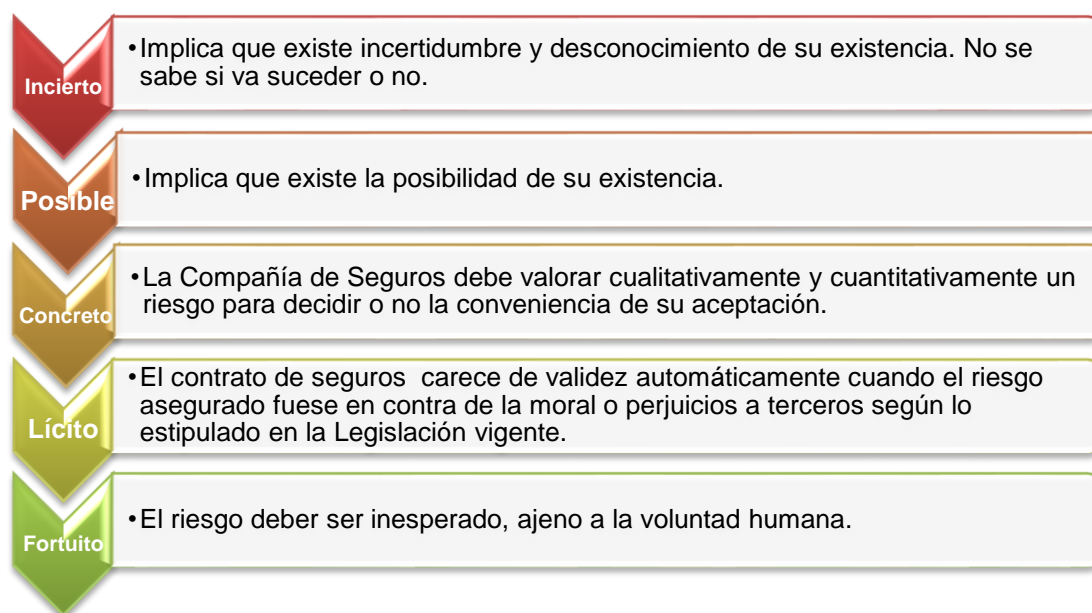 Incierto
•Implica que existe incertidumbre y desconocimiento de su existencia. No se
sabe si va suceder o no.
Posible
•Implica que existe la posibilidad de su existencia.
Concreto
•La Compañía de Seguros debe valorar cualitativamente y cuantitativamente un
riesgo para decidir o no la conveniencia de su aceptación.
Lícito
•El contrato de seguros carece de validez automáticamente cuando el riesgo
asegurado fuese en contra de la moral o perjuicios a terceros según lo
estipulado en la Legislación vigente.
Fortuito
•El riesgo deber ser inesperado, ajeno a la voluntad humana.